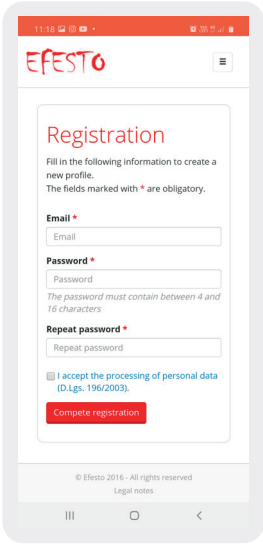 11:18
EFESTO
Registration
Fill in the following information to create a
new profile.
The fields marked with * are obligatory.
Email *
Email
Password *
Password
The password must contain between 4 and
16 characters
Repeat password *
Repeat password
I accept the processing of personal data
(D.Lgs. 196/2003).
Compete registration
© Efesto 2016 - All rights reserved
Legal notes